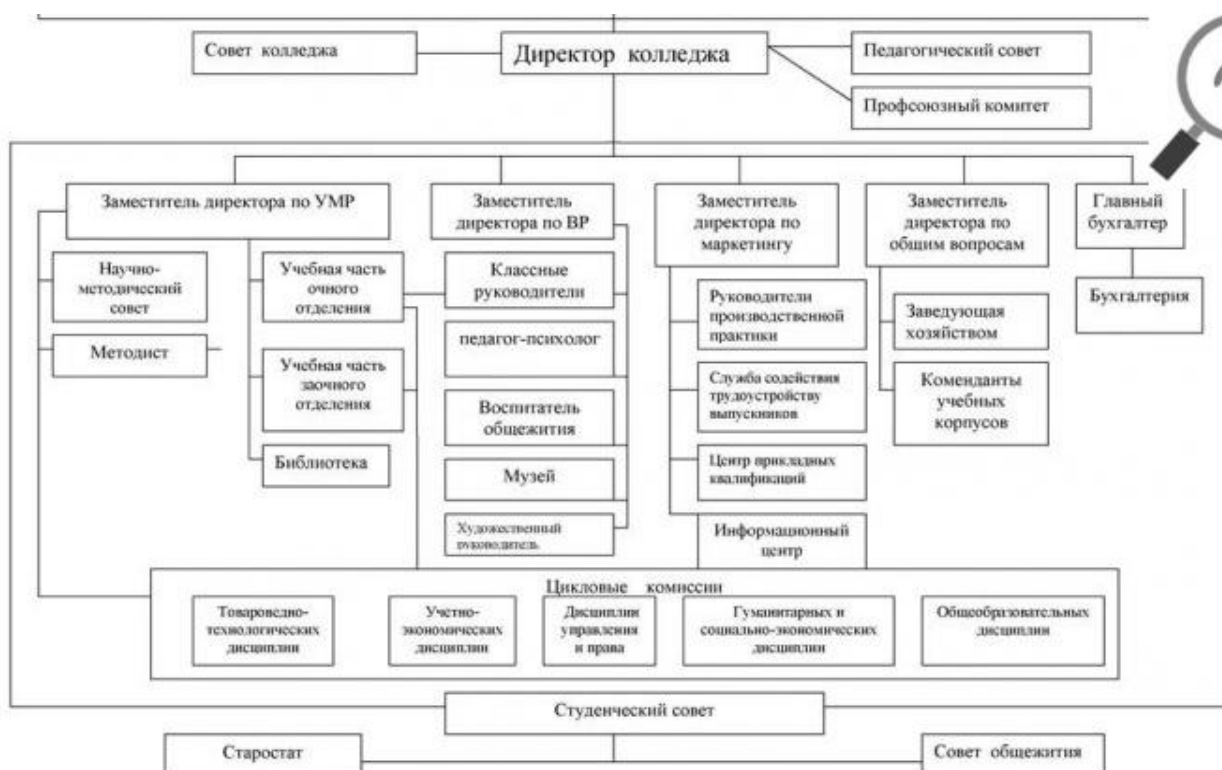 Совет колледжа
Директор колледжа
Педагогический совет
Профсоюзный комитет
Заместитель директора по УМР
Заместитель
директора по ВР
Заместитель
директора по
маркетингу
Заместитель
директора по
общим вопросам
Главный
бухгалтер
Научно-
методический
совет
Методист
Учебная часть
очного
отделения
Учебная часть
заочного
отделения
Библиотека
Классные
руководители
педагог-психолог
Воспитатель
общежития
Музей
Художественный
руководитель
Руководители
производственной
практики
Служба содействия
трудоустройству
выпускников
Центр прикладных
квалификаций
Информационный
центр
Заведующая
хозяйством
Коменданты
учебных
корпусов
Бухгалтерия
Цикловые комиссии
Товароведно-
технологических
дисциплин
Учетно-
экономических
дисциплин
Дисциплин
управления
и права
Гуманитарных и
социально-экономических
дисциплин
Общеобразовательных
дисциплин
Студенческий совет
Старостат
Совет общежития